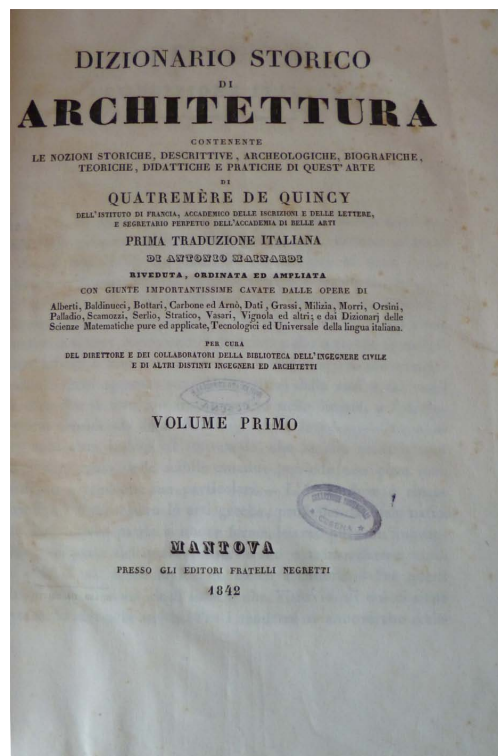 DIZIONARIO STORICO
DI
ARCHITETTURA
CONTENENTE
LE NOZIONI STORICHE, DESCRITTIVE, ARCHEOLOGICHE, BIOGRAFICHE,
TEORICHE, DIDATTICHE E PRATICHE DI QUEST' ARTE
DI
QUATREMÈRE DE QUINCY
DELL'ISTITUTO DI FRANCIA, ACCADEMICO DELLE ISCRIZIONI E DELLE LETTERE,
E SEGRETARIO PERPETUO DELL'ACCADEMIA DI BELLE ARTI
PRIMA TRADUZIONE ITALIANA
DI ANTONIO MAINARDI
RIVEDUTA, ORDINATA ED AMPLIATA
CON GIUNTE IMPORTANTISSIME CAVATE DALLE OPERE DI
Alberti, Baldinucci, Bottari, Carbone ed Arnò, Dati, Grassi, Milizia, Morri, Orsini,
Palladio, Scamozzi, Serlio, Stratico, Vasari, Vignola ed altri; e dai Dizionarj delle
Scienze Matematiche pure ed applicate, Tecnologici ed Universale della lingua italiana.
PER CURA
DEL DIRETTORE E DEI COLLABORATORI DELLA BIBLIOTECA DELL'INGEGNERE CIVILE
E DI ALTRI DISTINTI INGEGNERI ED ARCHITETTI
VOLUME PRIMO
MANTOVA
PRESSO GLI EDITORI FRATELLI NEGRETTI
1842